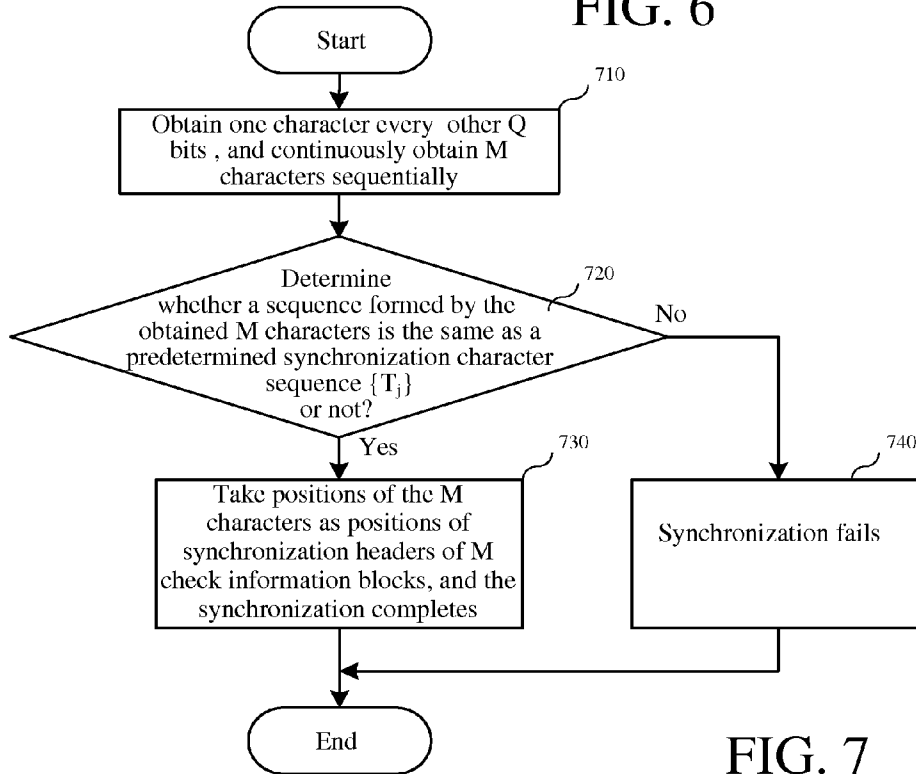 FIG. 6
Start
710
Obtain one character every other Q
bits , and continuously obtain M
characters sequentially
720
Determine
whether a sequence formed by the
obtained M characters is the same as a
predetermined synchronization character
sequence {Tj}
or not?
No
Yes
730
Take positions of the M
characters as positions of
synchronization headers of M
check information blocks, and the
synchronization completes
740
Synchronization fails
End
FIG. 7